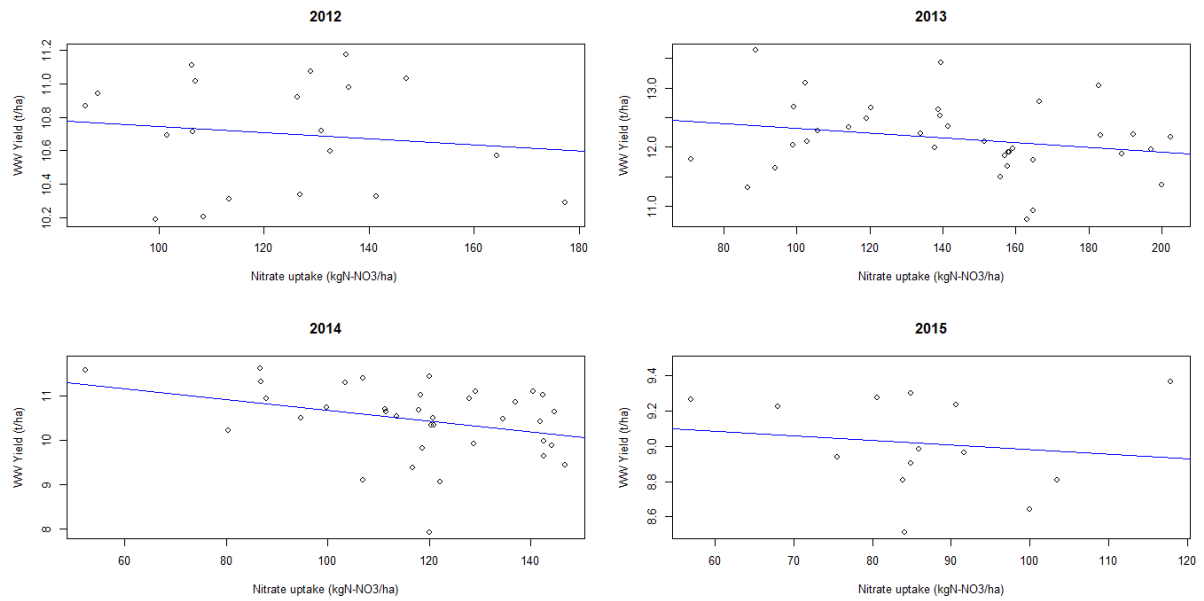 2012
WW Yield (t/ha)
11.2
11.0
10.8
10.6
10.4
10.2
100 120 140 160 180
Nitrate uptake (kgN-NO3/ha)
2013
WW Yield (t/ha)
13.0
12.0
11.0
80 100 120 140 160 180 200
Nitrate uptake (kgN-NO3/ha)
2014
WW Yield (t/ha)
11
10
9
8
60 80 100 120 140
Nitrate uptake (kgN-NO3/ha)
2015
WW Yield (t/ha)
9.4
9.2
9.0
8.8
8.6
60 70 80 90 100 110 120
Nitrate uptake (kgN-NO3/ha)